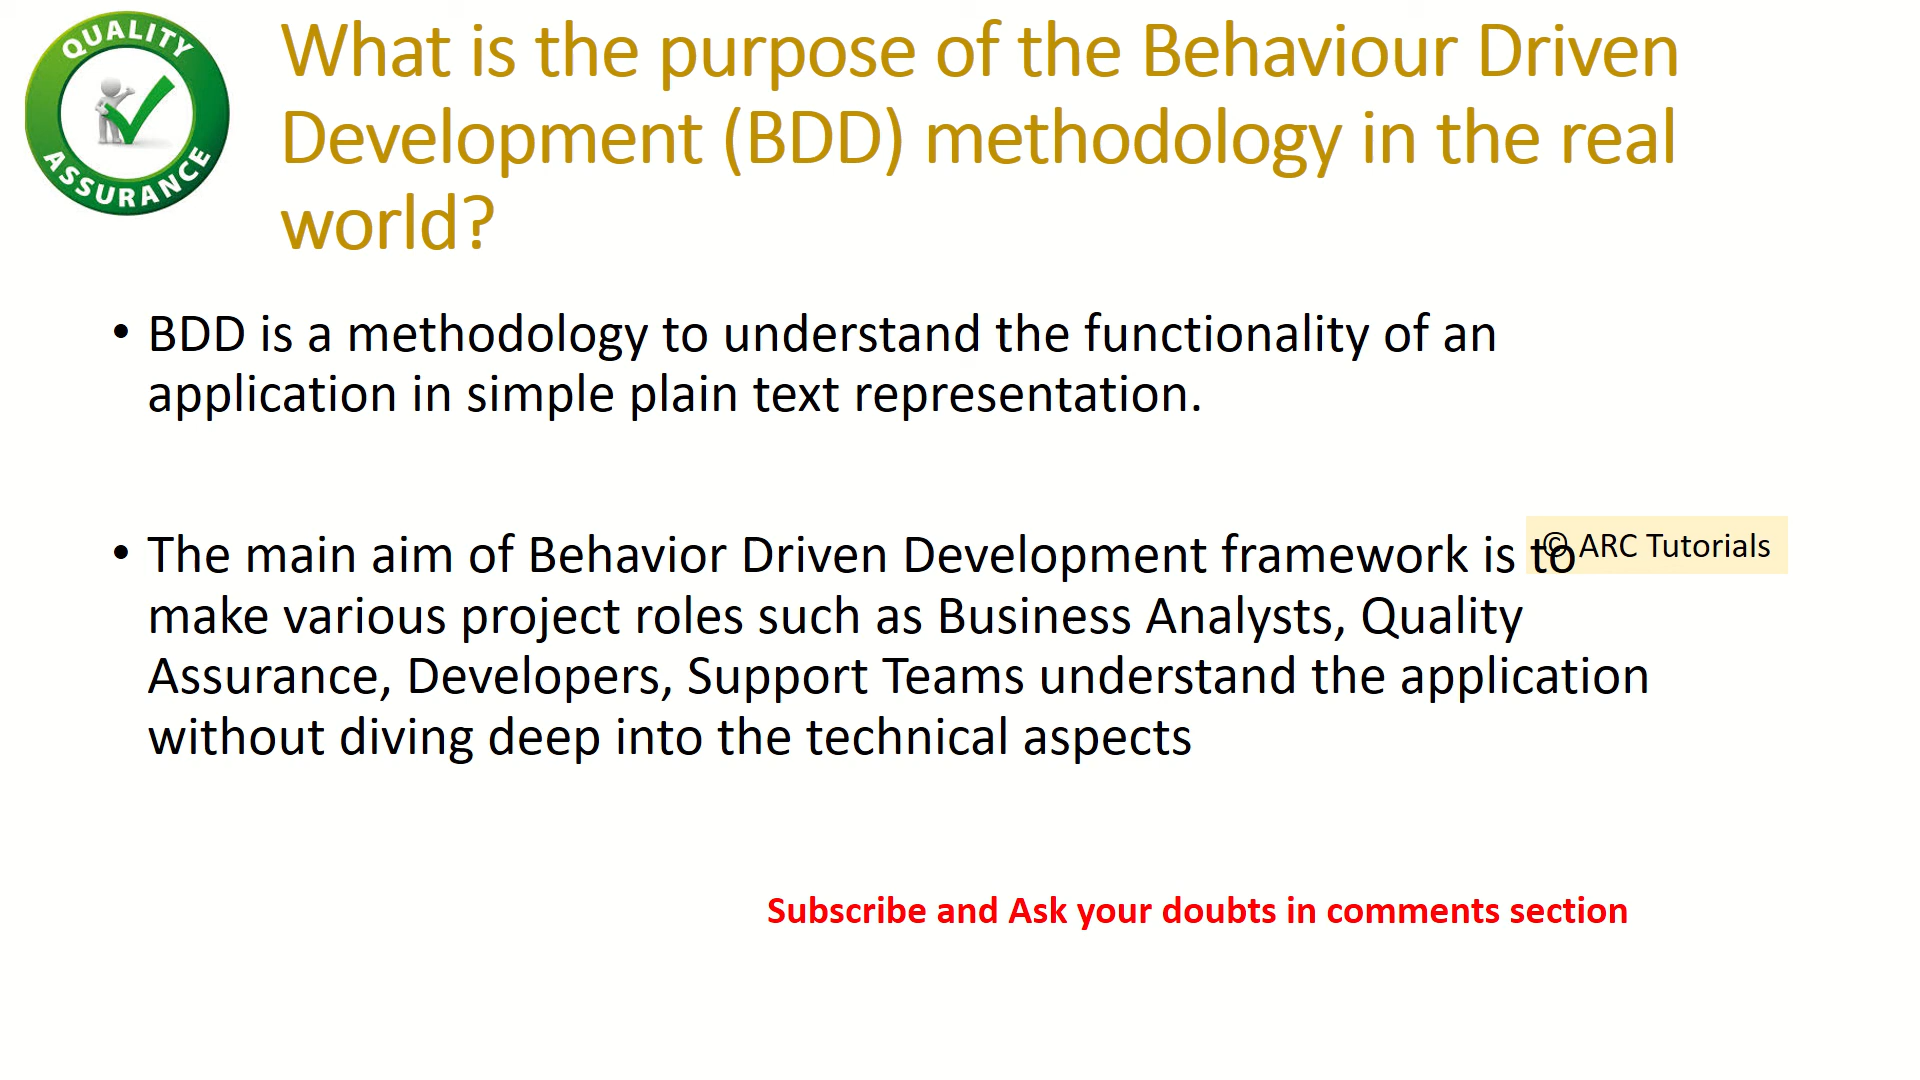 QUALITY
ASSURANCE
What is the purpose of the Behaviour Driven
Development (BDD) methodology in the real
world?
• BDD is a methodology to understand the functionality of an
application in simple plain text representation.
• The main aim of Behavior Driven Development framework is to
© ARC Tutorials
make various project roles such as Business Analysts, Quality
Assurance, Developers, Support Teams understand the application
without diving deep into the technical aspects
Subscribe and Ask your doubts in comments section